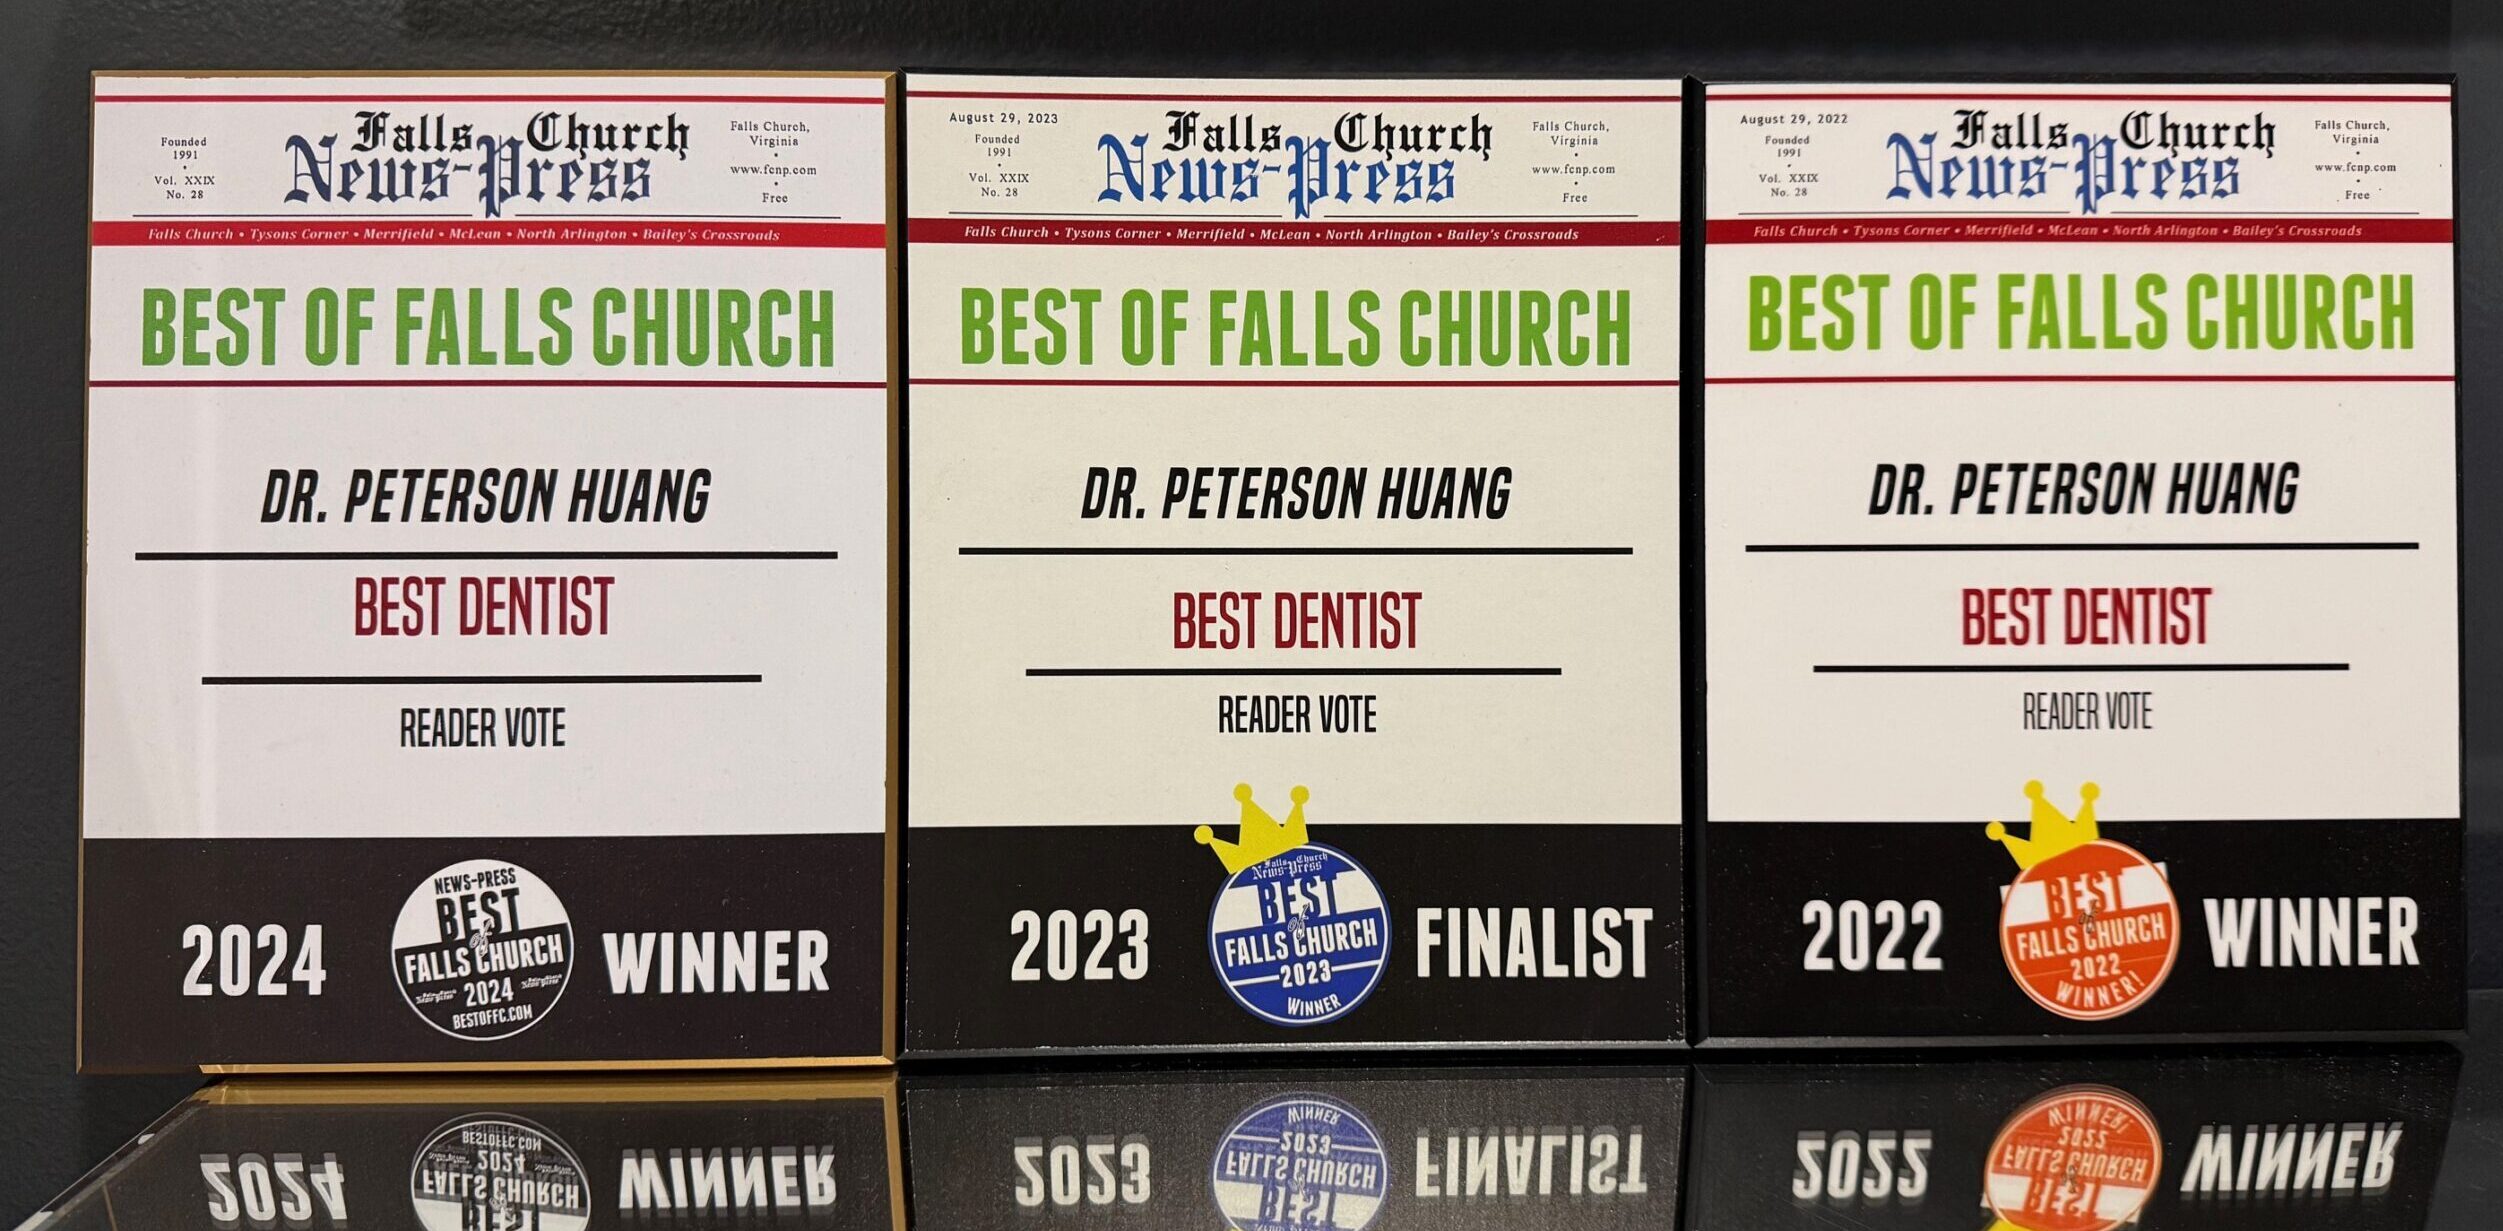 Founded
1991
Vol. XXIX
No. 28
Falls Church
News-Press
Falls Church,
Virginia
www.fcnp.com
Free
Falls Church • Tysons Corner • Merrifield • McLean • North Arlington • Bailey's Crossroads
BEST OF FALLS CHURCH
DR. PETERSON HUANG
BEST DENTIST
READER VOTE
2024
NEWS-PRESS
BEST
of
FALLS CHURCH
2024
BESTOFFC.COM
WINNER
August 29, 2023
Founded
1991
Vol. XXIX
No. 28
Falls Church
News-Press
Falls Church,
Virginia
www.fcnp.com
Free
Falls Church • Tysons Corner • Merrifield • McLean • North Arlington • Bailey's Crossroads
BEST OF FALLS CHURCH
DR. PETERSON HUANG
BEST DENTIST
READER VOTE
2023
Falls Church
News-Press
BEST
of
FALLS CHURCH
2023
WINNER
FINALIST
August 29, 2022
Founded
1991
Vol. XXIX
No. 28
Falls Church
News-Press
Falls Church,
Virginia
www.fcnp.com
Free
Falls Church • Tysons Corner • Merrifield • McLean • North Arlington • Bailey's Crossroads
BEST OF FALLS CHURCH
DR. PETERSON HUANG
BEST DENTIST
READER VOTE
2022
BEST
of
FALLS CHURCH
2022
WINNER!
WINNER